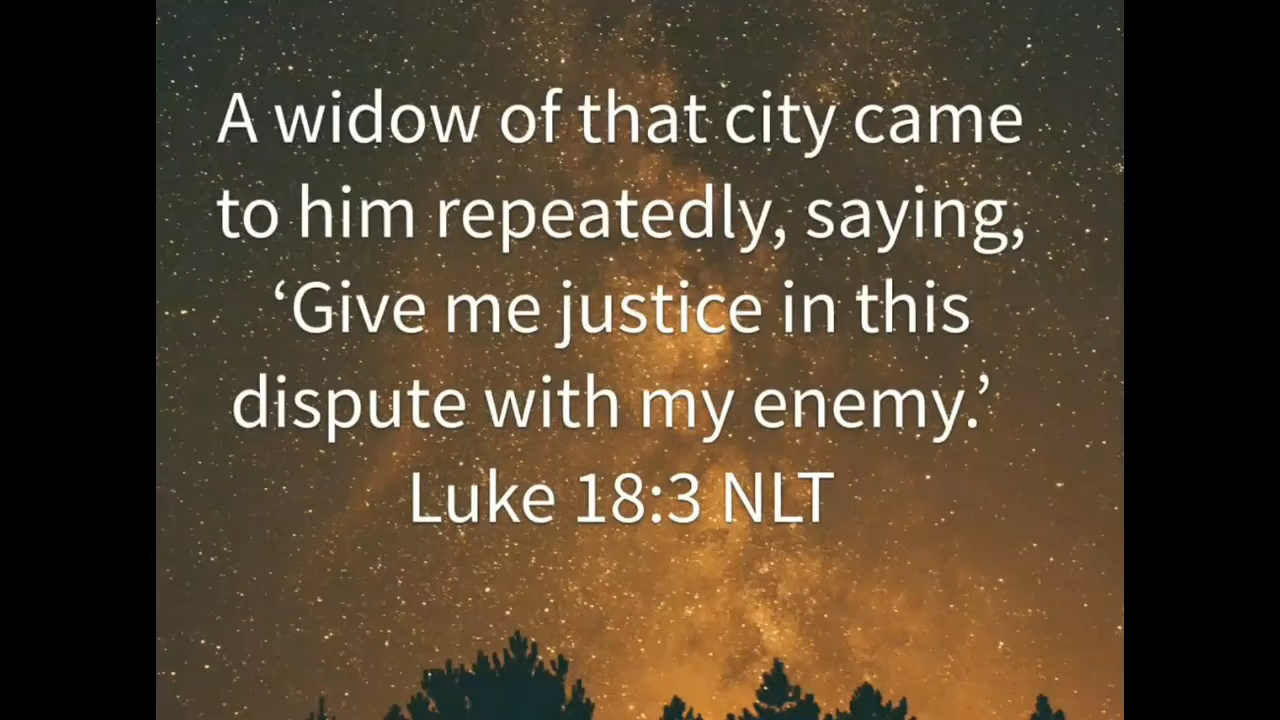 A widow of that city came
to him repeatedly, saying,
‘Give me justice in this
dispute with my enemy.’
Luke 18:3 NLT